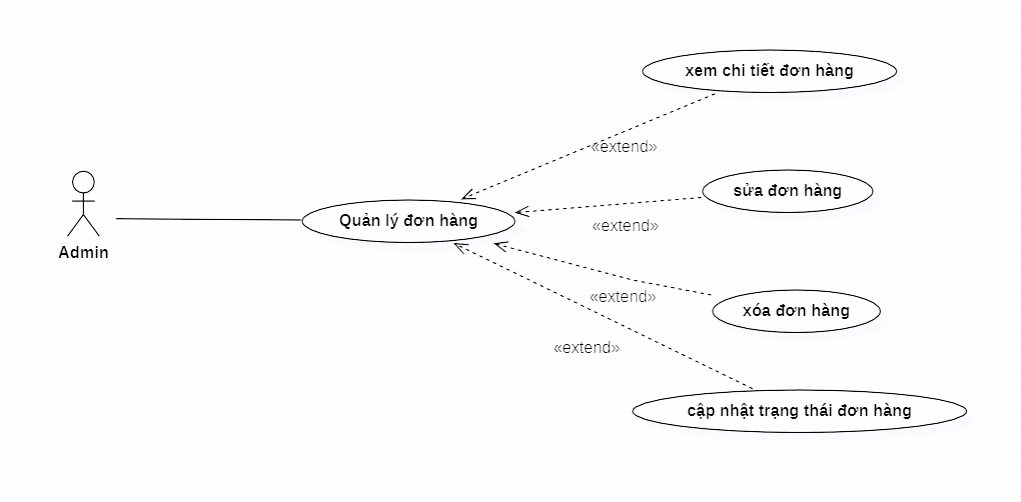 xem chi tiết đơn hàng
«extend»
sửa đơn hàng
Quản lý đơn hàng
«extend»
Admin
«extend»
xóa đơn hàng
«extend»
cập nhật trạng thái đơn hàng